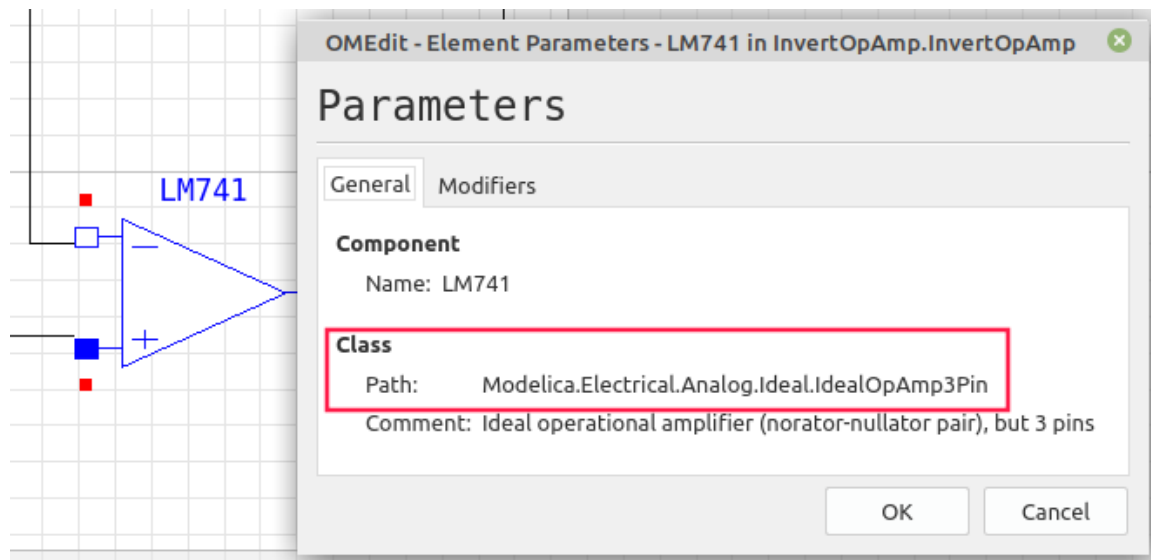 OMEdit - Element Parameters - LM741 in InvertOpAmp.InvertOpAmp
Parameters
General Modifiers
LM741
Component
Name: LM741
Class
Path: Modelica.Electrical.Analog.Ideal.IdealOpAmp3Pin
Comment: Ideal operational amplifier (norator-nullator pair), but 3 pins
OK Cancel